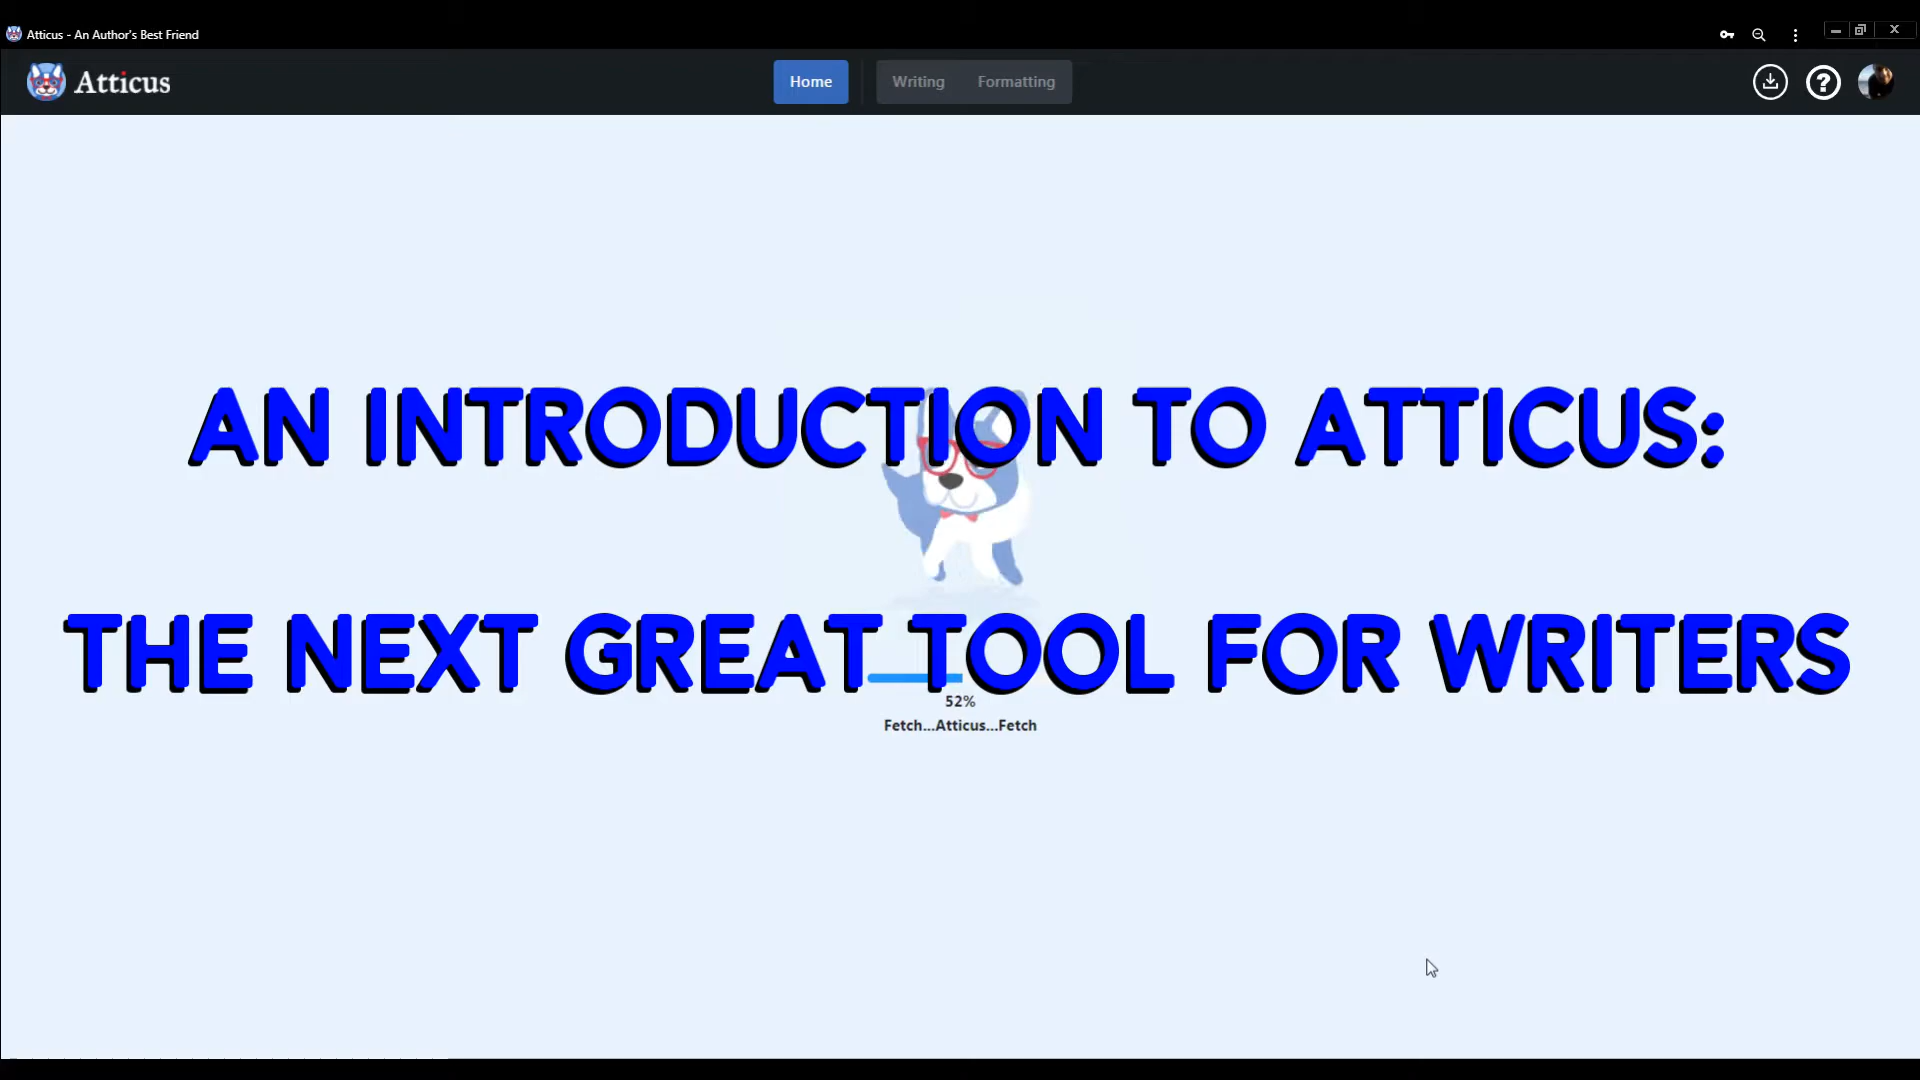 Atticus - An Author's Best Friend
Atticus
Home
Writing
Formatting
?
AN INTRODUCTION TO ATTICUS:
THE NEXT GREAT TOOL FOR WRITERS
52%
Fetch...Atticus...Fetch